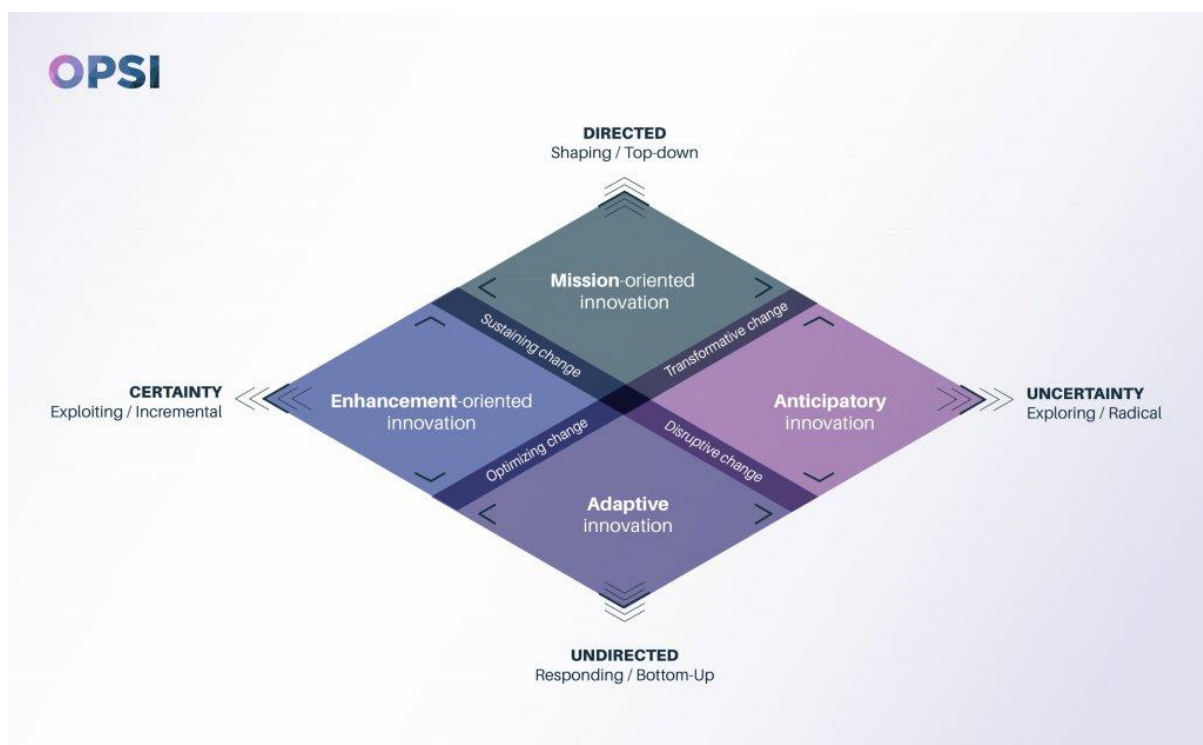 OPSI
DIRECTED
Shaping / Top-down
Mission-oriented
innovation
Sustaining change
Transformative change
CERTAINTY
Exploiting / Incremental
Enhancement-oriented
innovation
Anticipatory
innovation
UNCERTAINTY
Exploring / Radical
Optimizing change
Disruptive change
Adaptive
innovation
UNDIRECTED
Responding / Bottom-Up